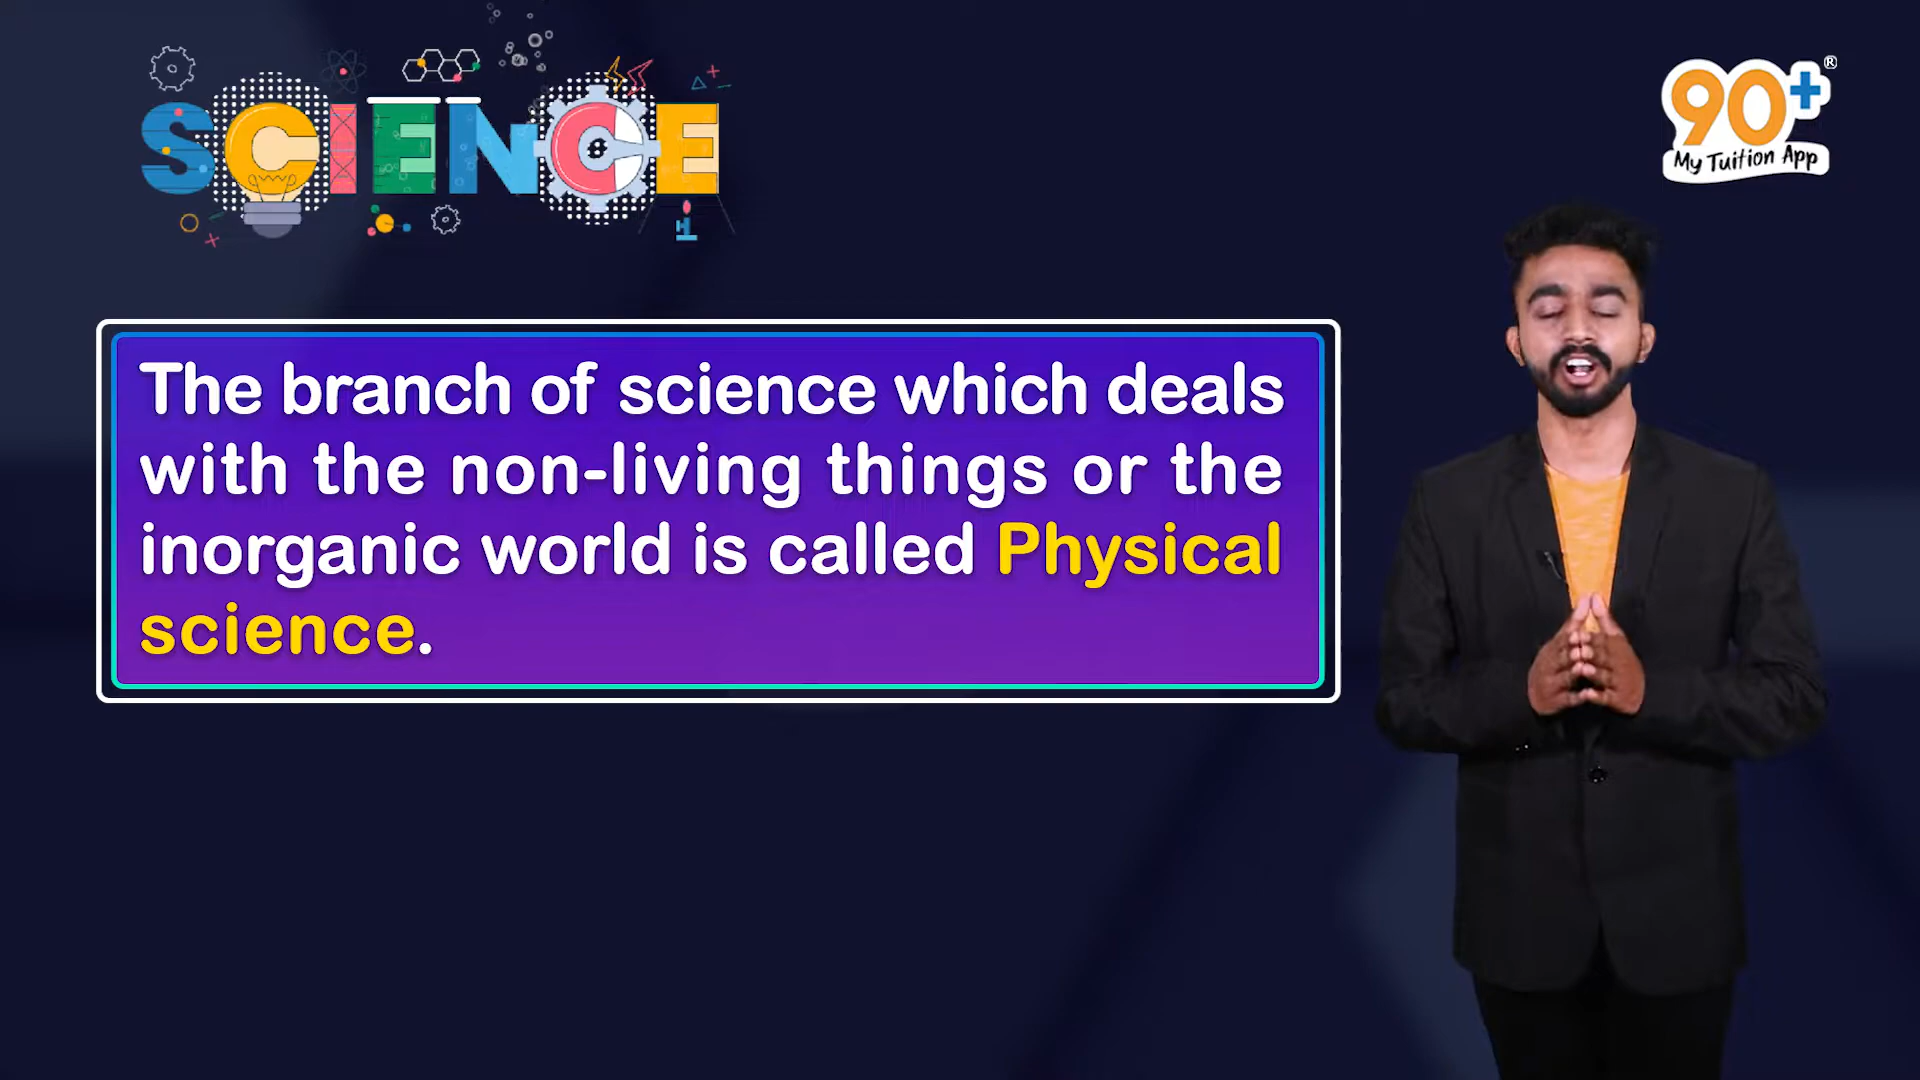 SCIENCE
90+
®
My Tuition App
The branch of science which deals
with the non-living things or the
inorganic world is called Physical
science.